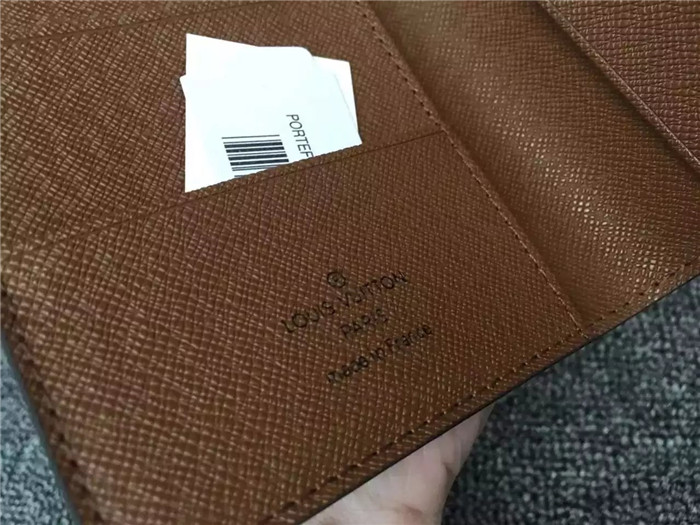 PORTEF
®
LOUIS VUITTON
PARIS
made in France